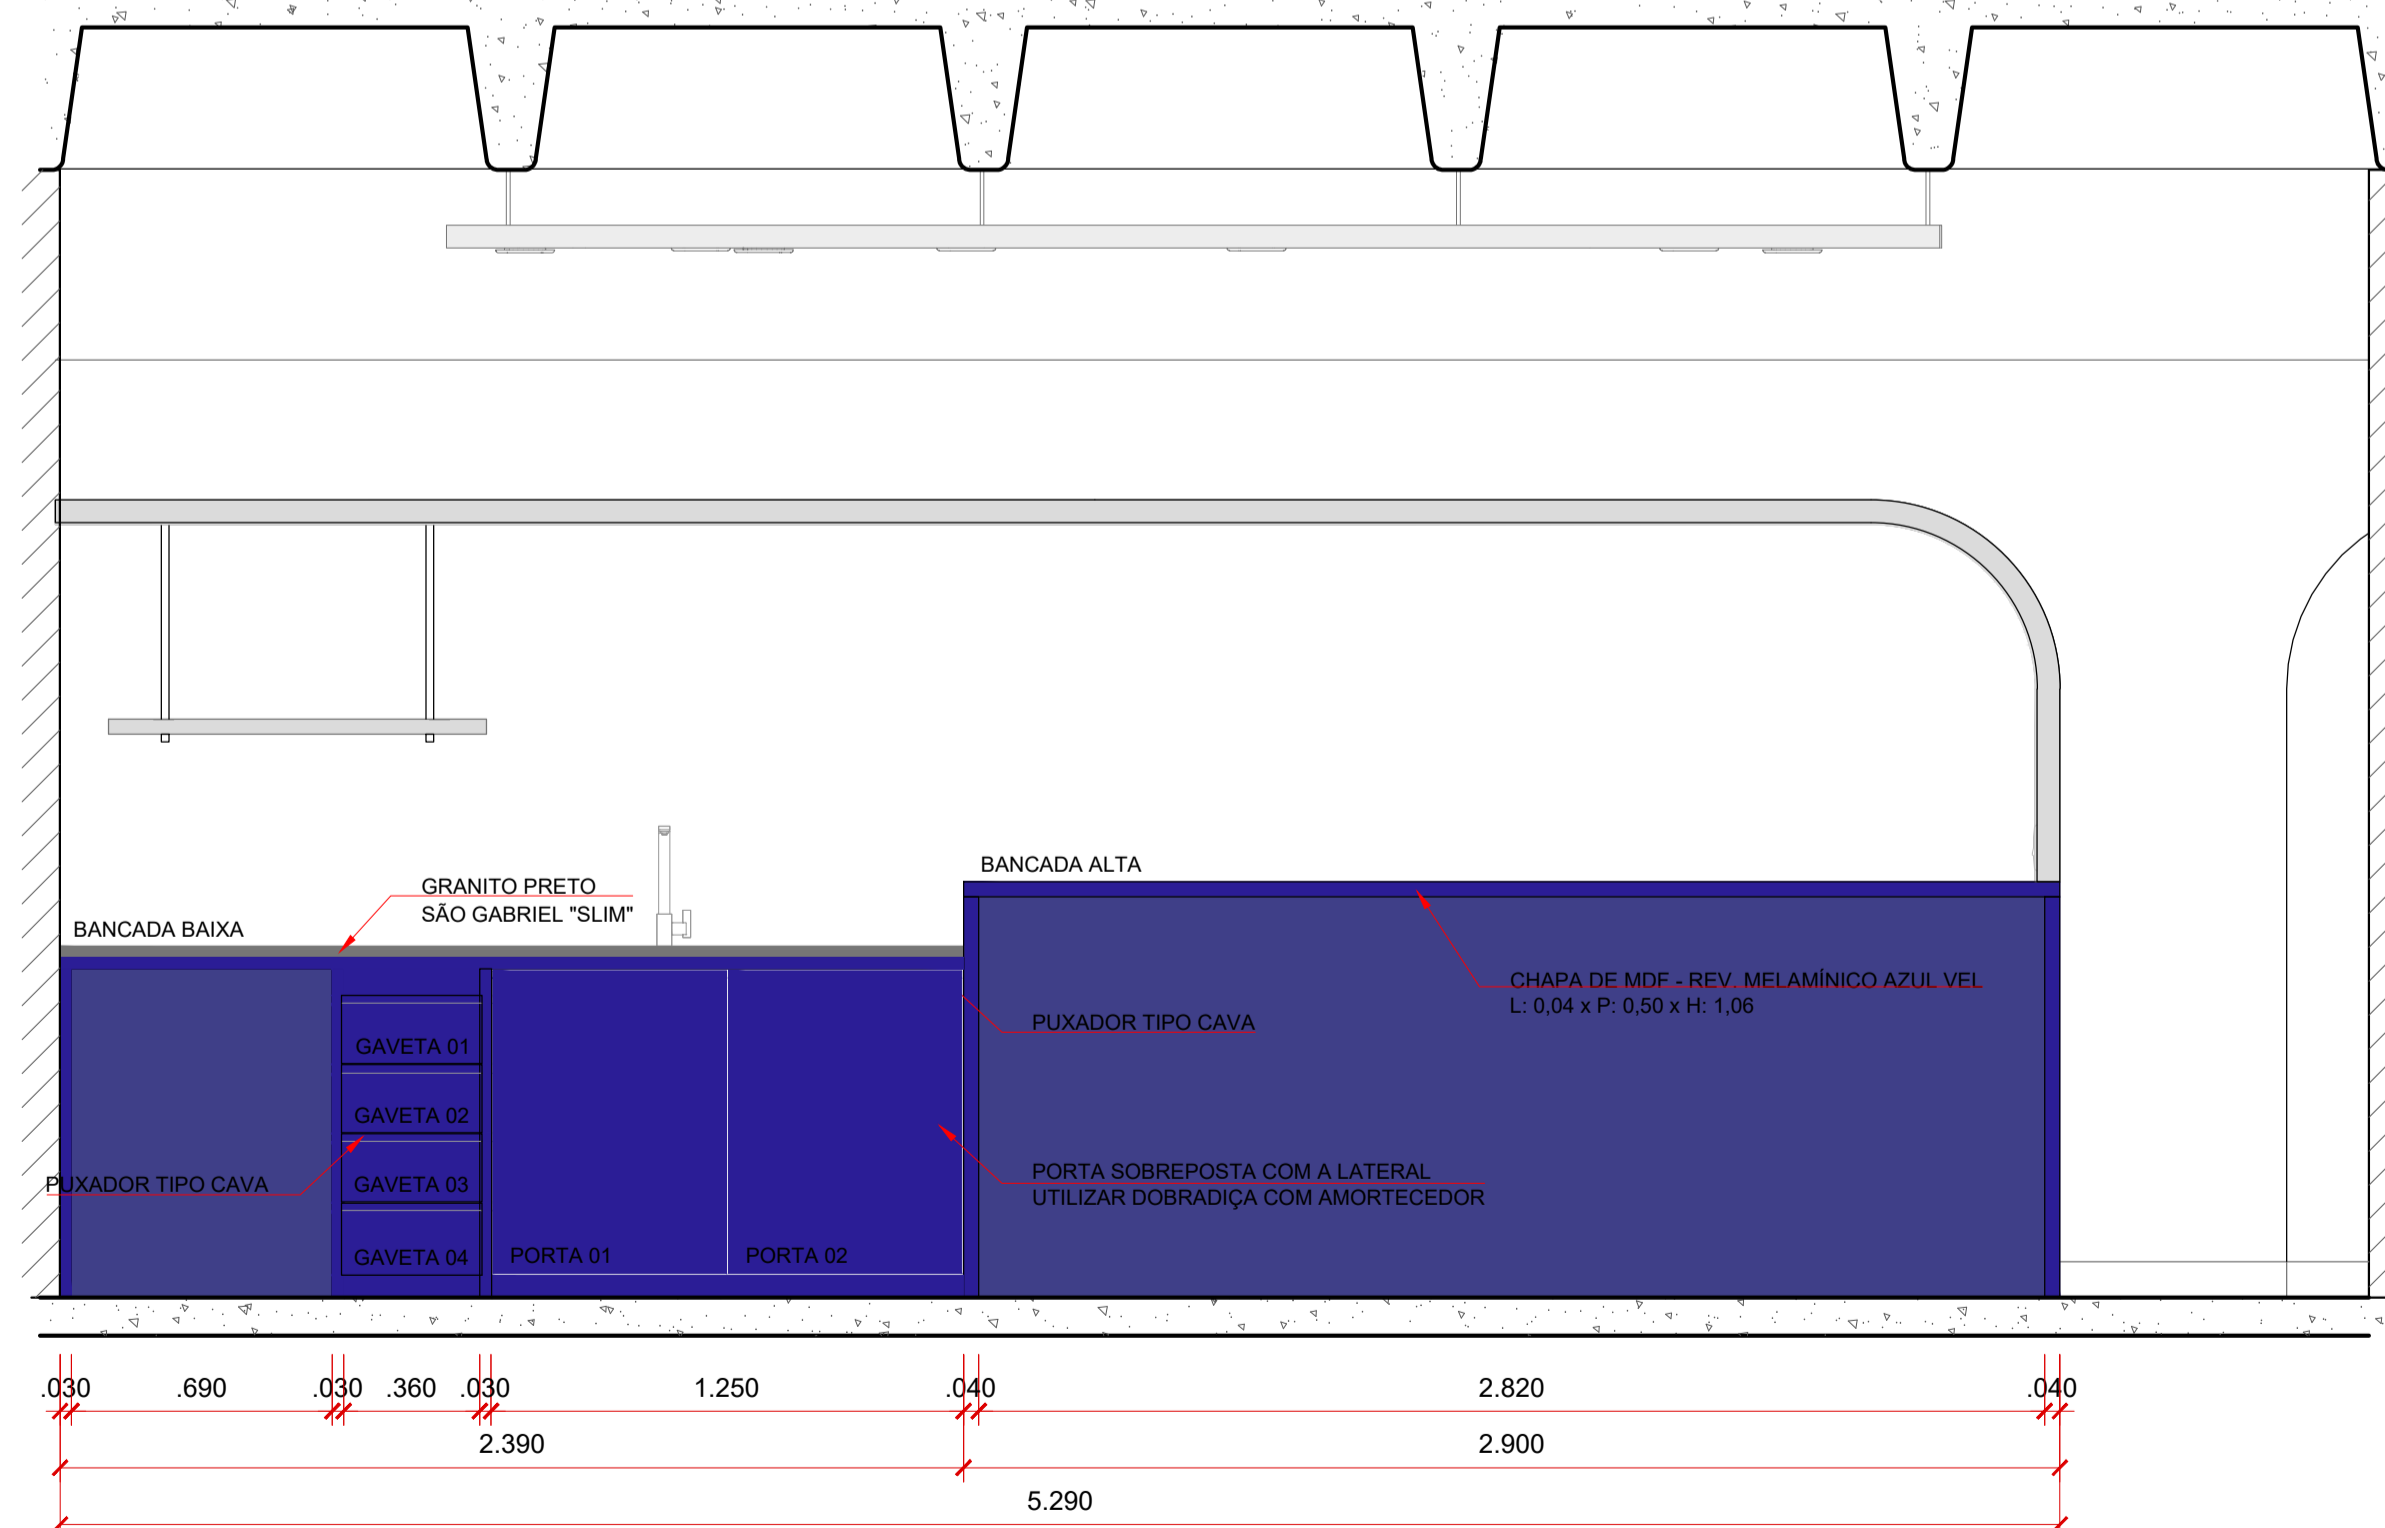 GRANITO PRETO
SÃO GABRIEL "SLIM"
BANCADA BAIXA
BANCADA ALTA
CHAPA DE MDF - REV. MELAMÍNICO AZUL VEL
L: 0,04 x P: 0,50 x H: 1,06
PUXADOR TIPO CAVA
GAVETA 01
GAVETA 02
GAVETA 03
GAVETA 04
PUXADOR TIPO CAVA
PORTA SOBREPOSTA COM A LATERAL
UTILIZAR DOBRADIÇA COM AMORTECEDOR
PORTA 01
PORTA 02
.030 .690 .030 .360 .030 1.250 .040 2.820 .040
2.390 2.900
5.290